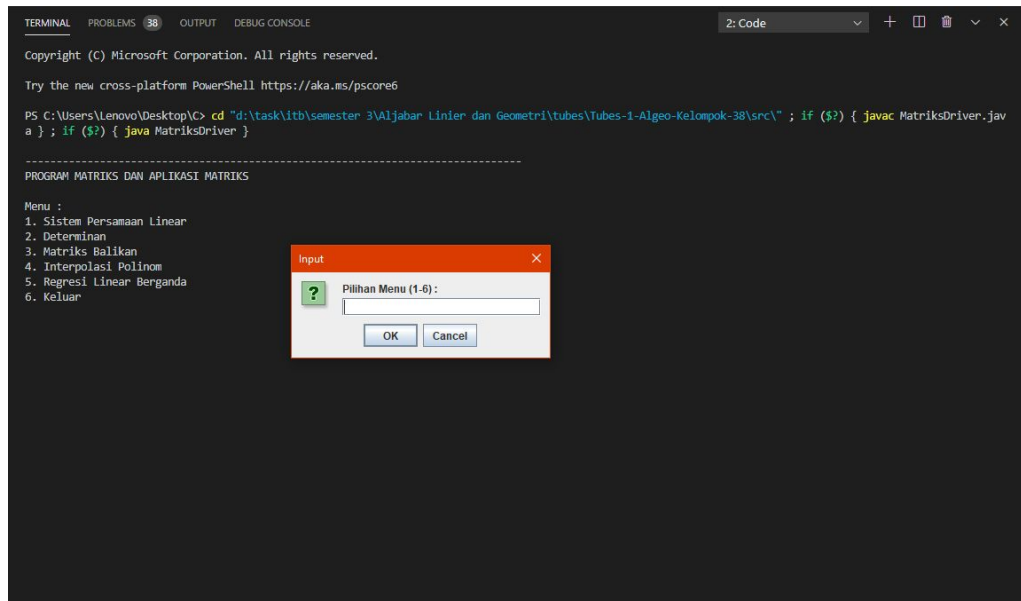 TERMINAL PROBLEMS 38 OUTPUT DEBUG CONSOLE 2: Code
Copyright (C) Microsoft Corporation. All rights reserved.
Try the new cross-platform PowerShell https://aka.ms/pscore6
PS C:\Users\Lenovo\Desktop\C> cd "d:\task\itb\semester 3\Aljabar Linier dan Geometri\tubes\Tubes-1-Algeo-Kelompok-38\src\" ; if ($?) { javac MatriksDriver.jav
a } ; if ($?) { java MatriksDriver }
--------------------------------------------------------------------------------
PROGRAM MATRIKS DAN APLIKASI MATRIKS
Menu :
1. Sistem Persamaan Linear
2. Determinan
3. Matriks Balikan
4. Interpolasi Polinom
5. Regresi Linear Berganda
6. Keluar
Input
?
Pilihan Menu (1-6) :
OK Cancel